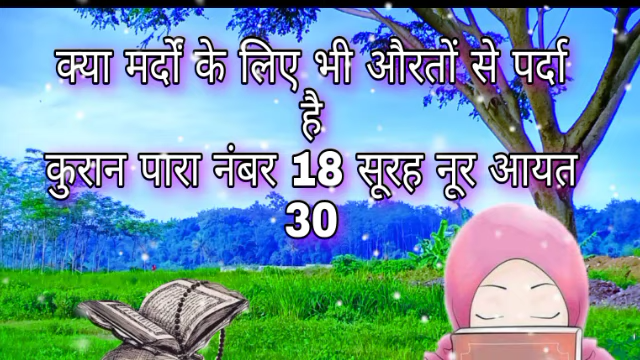 क्या मर्दों के लिए भी औरतों से पर्दा
है
कुरान पारा नंबर 18 सूरह नूर आयत
30